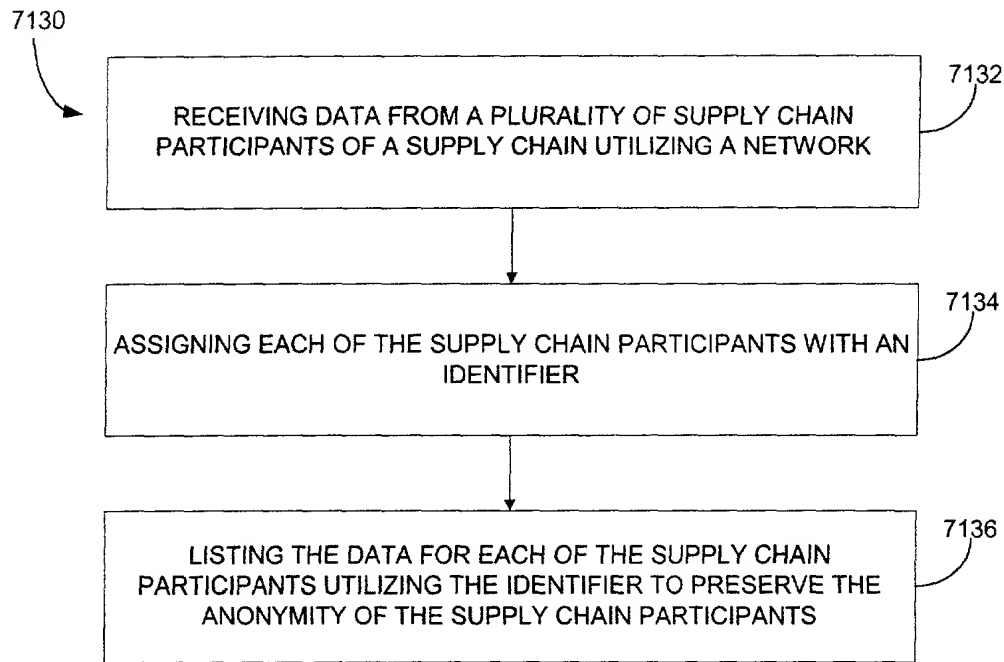 7130
7132
RECEIVING DATA FROM A PLURALITY OF SUPPLY CHAIN
PARTICIPANTS OF A SUPPLY CHAIN UTILIZING A NETWORK
7134
ASSIGNING EACH OF THE SUPPLY CHAIN PARTICIPANTS WITH AN
IDENTIFIER
7136
LISTING THE DATA FOR EACH OF THE SUPPLY CHAIN
PARTICIPANTS UTILIZING THE IDENTIFIER TO PRESERVE THE
ANONYMITY OF THE SUPPLY CHAIN PARTICIPANTS